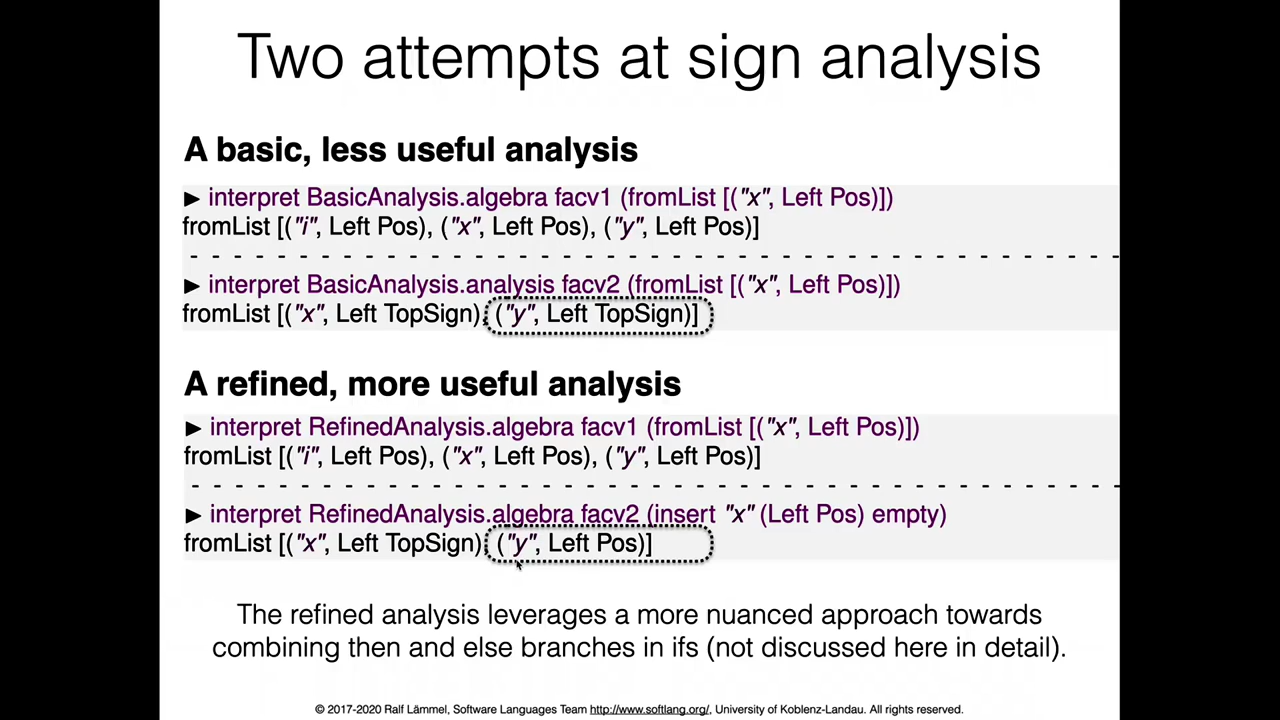 Two attempts at sign analysis
A basic, less useful analysis
► interpret BasicAnalysis.algebra facv1 (fromList [("x", Left Pos)])
fromList [("i", Left Pos), ("x", Left Pos), ("y", Left Pos)]
- - - - - - - - - - - - - - - - - - - - - - - - - - - - - - - - - - - - - - - -
► interpret BasicAnalysis.analysis facv2 (fromList [("x", Left Pos)])
fromList [("x", Left TopSign), ("y", Left TopSign)]
A refined, more useful analysis
► interpret RefinedAnalysis.algebra facv1 (fromList [("x", Left Pos)])
fromList [("i", Left Pos), ("x", Left Pos), ("y", Left Pos)]
- - - - - - - - - - - - - - - - - - - - - - - - - - - - - - - - - - - - - - - -
► interpret RefinedAnalysis.algebra facv2 (insert "x" (Left Pos) empty)
fromList [("x", Left TopSign) ("y", Left Pos)]
The refined analysis leverages a more nuanced approach towards
combining then and else branches in ifs (not discussed here in detail).
© 2017-2020 Ralf Lämmel, Software Languages Team http://www.softlang.org/, University of Koblenz-Landau. All rights reserved.